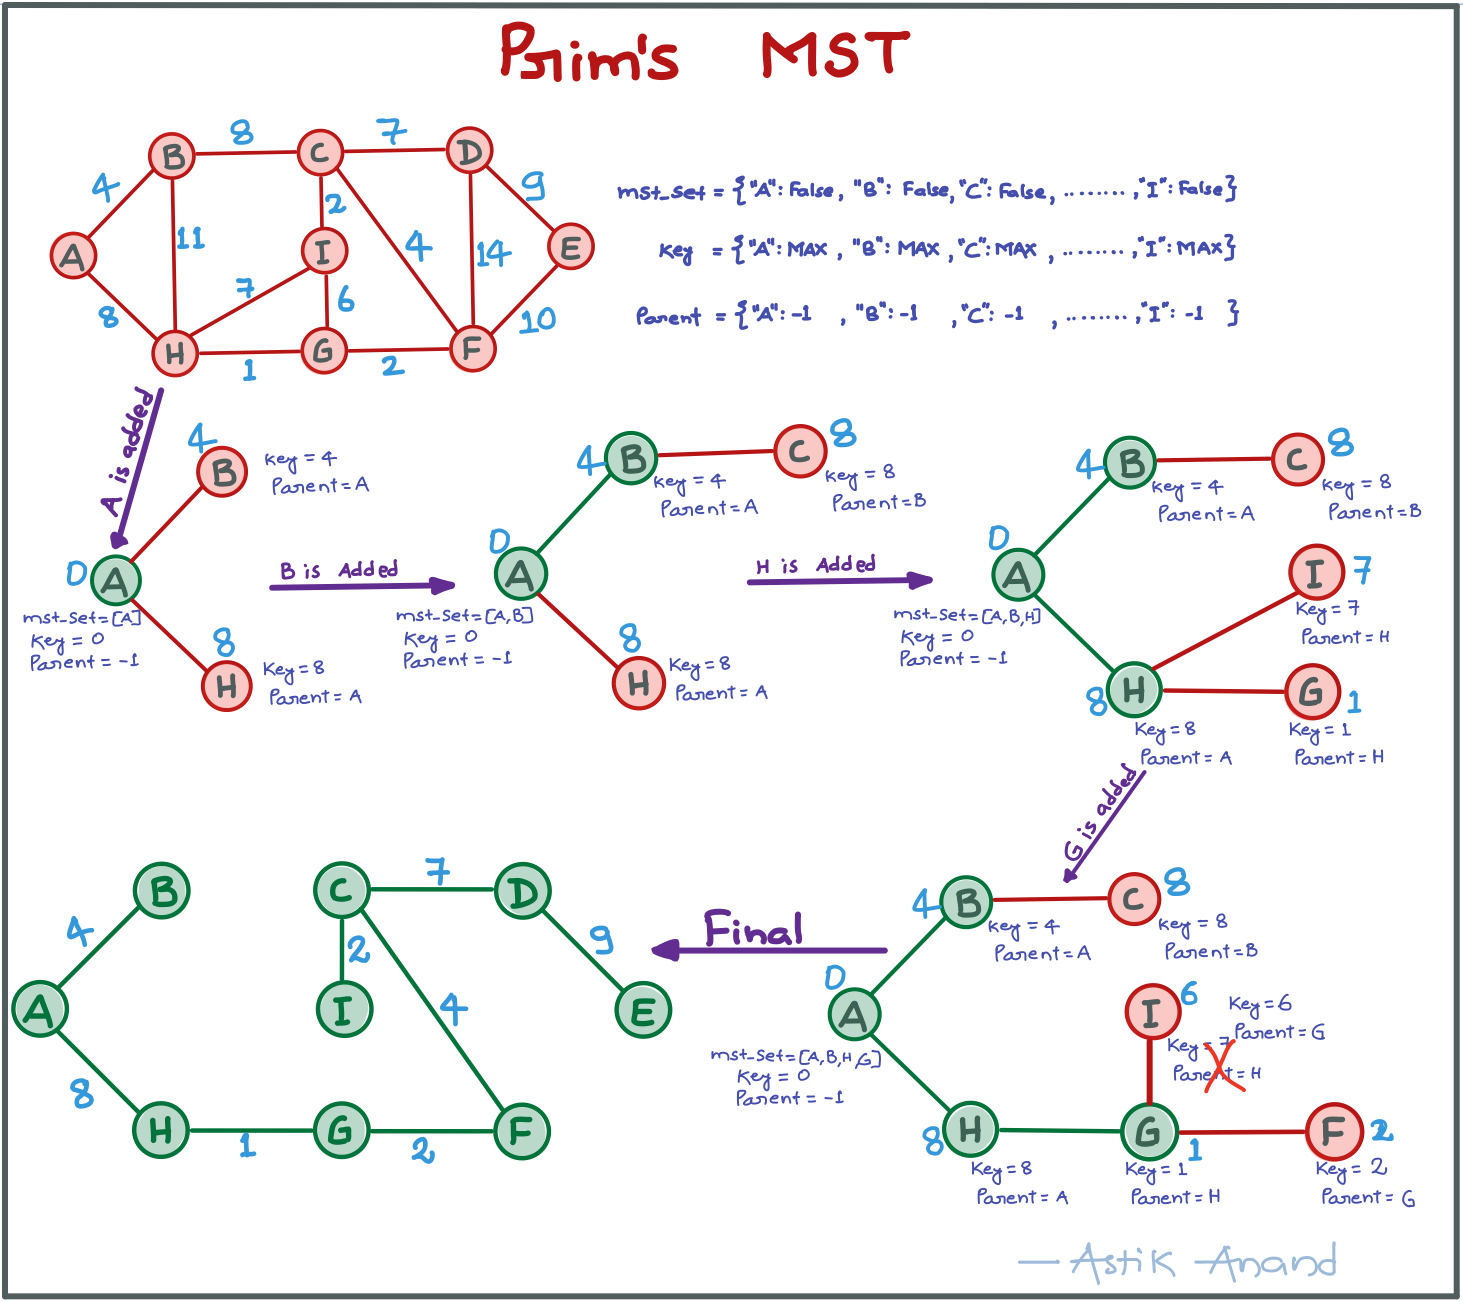 Prim's MST
8
7
B
C
D
4
9
2
mst_set = {"A": False, "B": False, "C": False, ........, "I": False}
11
4
14
A
I
E
Key = {"A": MAX, "B": MAX, "C": MAX, ........, "I": MAX}
7
6
8
10
Parent = {"A": -1, "B": -1, "C": -1, ........, "I": -1}
H
G
F
1
2
A is added
4
B
Key = 4
Parent = A
0
A
mst_Set = [A]
Key = 0
Parent = -1
8
H
Key = 8
Parent = A
B is Added
4
B
Key = 4
Parent = A
C
8
Key = 8
Parent = B
0
A
mst_Set = [A, B]
Key = 0
Parent = -1
8
H
Key = 8
Parent = A
H is Added
4
B
Key = 4
Parent = A
C
8
Key = 8
Parent = B
0
A
mst_Set = [A, B, H]
Key = 0
Parent = -1
I
7
Key = 7
Parent = H
8
H
Key = 8
Parent = A
G
1
Key = 1
Parent = H
G is added
4
B
Key = 4
Parent = A
C
8
Key = 8
Parent = B
0
A
mst_Set = [A, B, H, G]
Key = 0
Parent = -1
I
6
Key = 6
Parent = G
Key = 7
Parent = H
8
H
Key = 8
Parent = A
G
1
Key = 1
Parent = H
F
2
Key = 2
Parent = G
Final
B
C
7
D
4
2
9
A
I
4
E
8
H
1
G
2
F
— Astik Anand